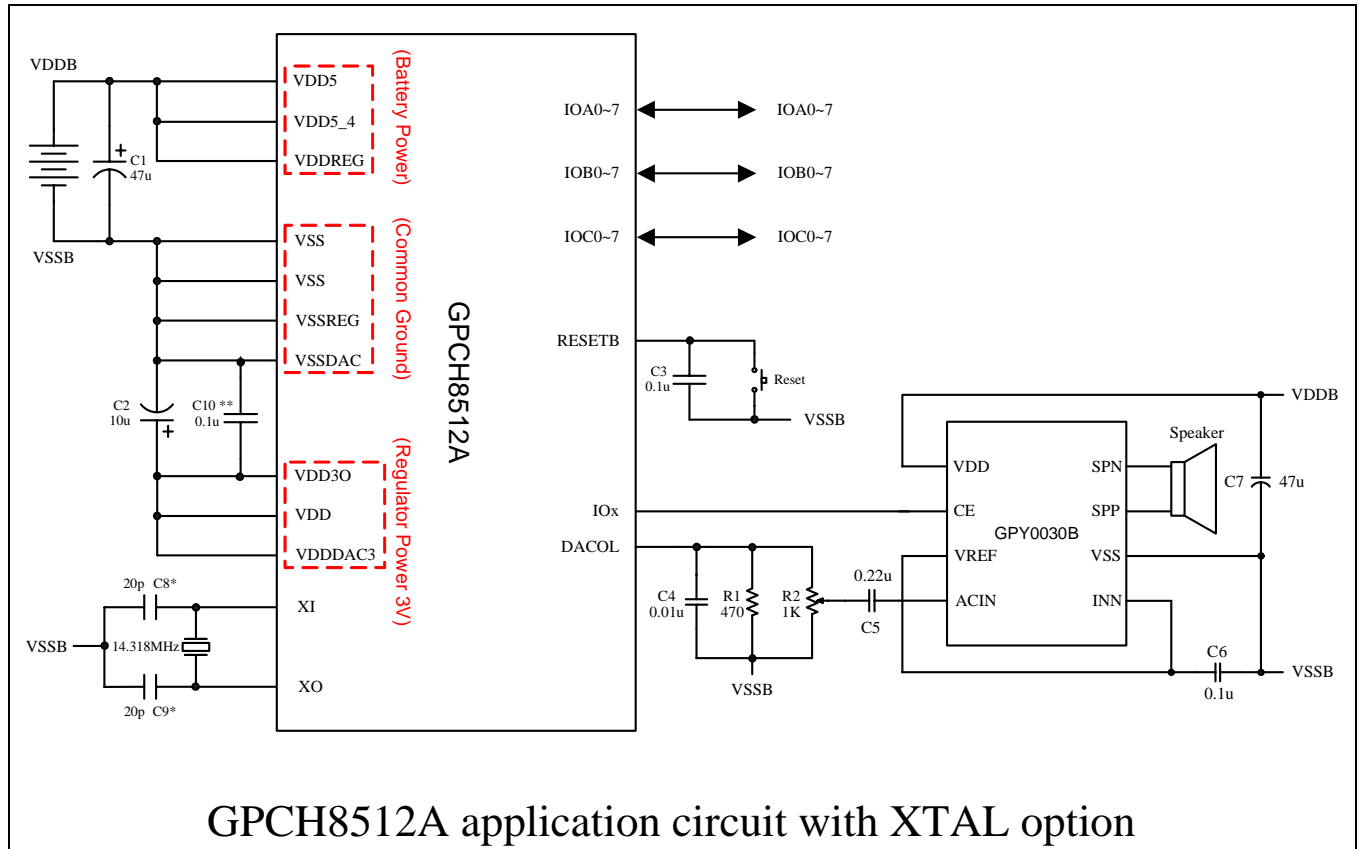 VDDB
C1
47u
VSSB
VDD5
VDD5_4
VDDREG
(Battery Power)
VSS
VSS
VSSREG
VSSDAC
(Common Ground)
C2
10u
C10 **
0.1u
VDD3O
VDD
VDDDAC3
(Regulator Power 3V)
20p C8*
VSSB
14.318MHz
20p C9*
XI
XO
GPCH8512A
IOA0~7
IOA0~7
IOB0~7
IOB0~7
IOC0~7
IOC0~7
RESETB
C3
0.1u
Reset
VSSB
IOx
DACOL
C4
0.01u
R1
470
R2
1K
VSSB
0.22u
C5
VDD
CE
VREF
ACIN
GPY0030B
SPN
SPP
VSS
INN
Speaker
VDDB
C7
47u
C6
0.1u
VSSB
GPCH8512A application circuit with XTAL option